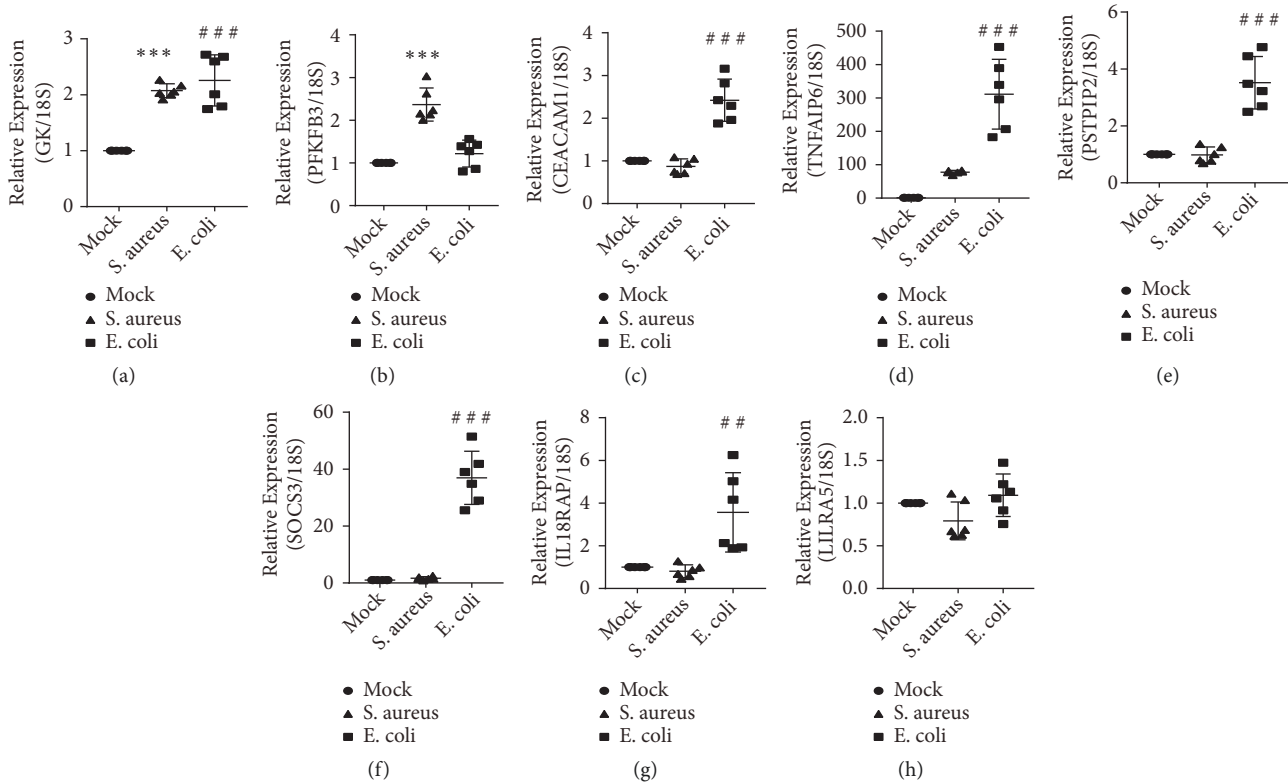 Relative Expression
(GK/18S)
3
2
1
0
***
# # #
Mock
S. aureus
E. coli
Mock
S. aureus
E. coli
(a)
Relative Expression
(PFKFB3/18S)
4
3
2
1
0
***
Mock
S. aureus
E. coli
Mock
S. aureus
E. coli
(b)
Relative Expression
(CEACAM1/18S)
4
3
2
1
0
# # #
Mock
S. aureus
E. coli
Mock
S. aureus
E. coli
(c)
Relative Expression
(TNFAIP6/18S)
500
400
300
200
100
0
# # #
Mock
S. aureus
E. coli
Mock
S. aureus
E. coli
(d)
Relative Expression
(PSTPIP2/18S)
6
4
2
0
# # #
Mock
S. aureus
E. coli
Mock
S. aureus
E. coli
(e)
Relative Expression
(SOCS3/18S)
60
40
20
0
# # #
Mock
S. aureus
E. coli
Mock
S. aureus
E. coli
(f)
Relative Expression
(IL18RAP/18S)
8
6
4
2
0
# #
Mock
S. aureus
E. coli
Mock
S. aureus
E. coli
(g)
Relative Expression
(LILRA5/18S)
2.0
1.5
1.0
0.5
0.0
Mock
S. aureus
E. coli
Mock
S. aureus
E. coli
(h)